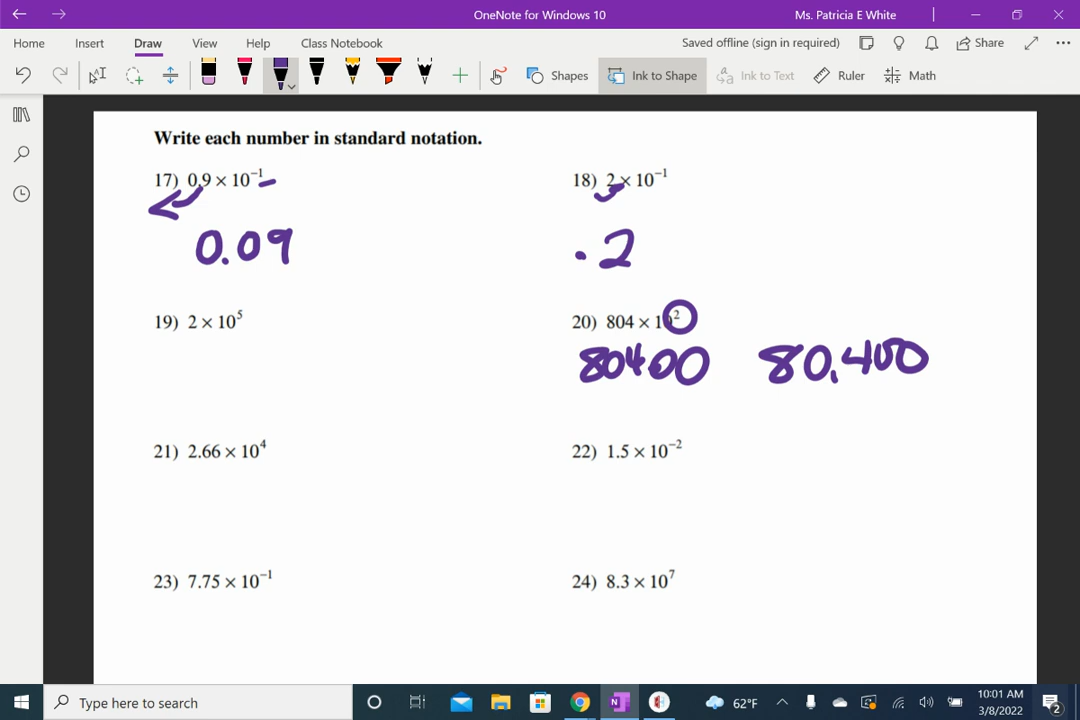 OneNote for Windows 10
Ms. Patricia E White
Home Insert Draw View Help Class Notebook
Saved offline (sign in required)
Share
Shapes
Ink to Shape
Ink to Text
Ruler
Math
Write each number in standard notation.
17) 0.9 × 10⁻¹
18) 2 × 10⁻¹
0.09
.2
19) 2 × 10⁵
20) 804 × 10²
80400 80,400
21) 2.66 × 10⁴
22) 1.5 × 10⁻²
23) 7.75 × 10⁻¹
24) 8.3 × 10⁷
Type here to search
62°F
10:01 AM
3/8/2022
2